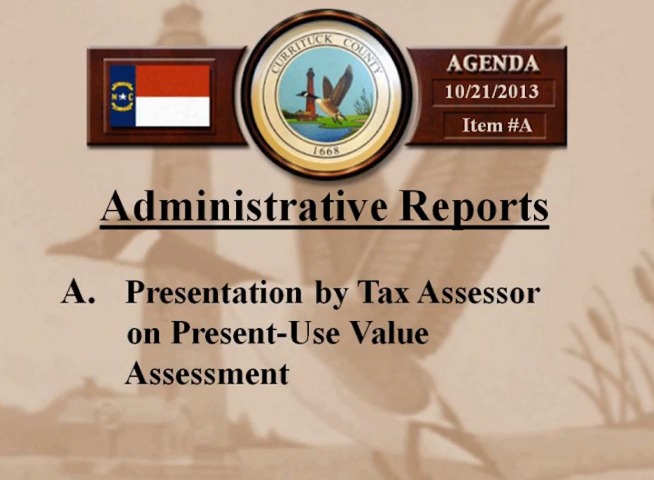 CURRITUCK COUNTY
1668
N C
AGENDA
10/21/2013
Item #A
Administrative Reports
A. Presentation by Tax Assessor
on Present-Use Value
Assessment